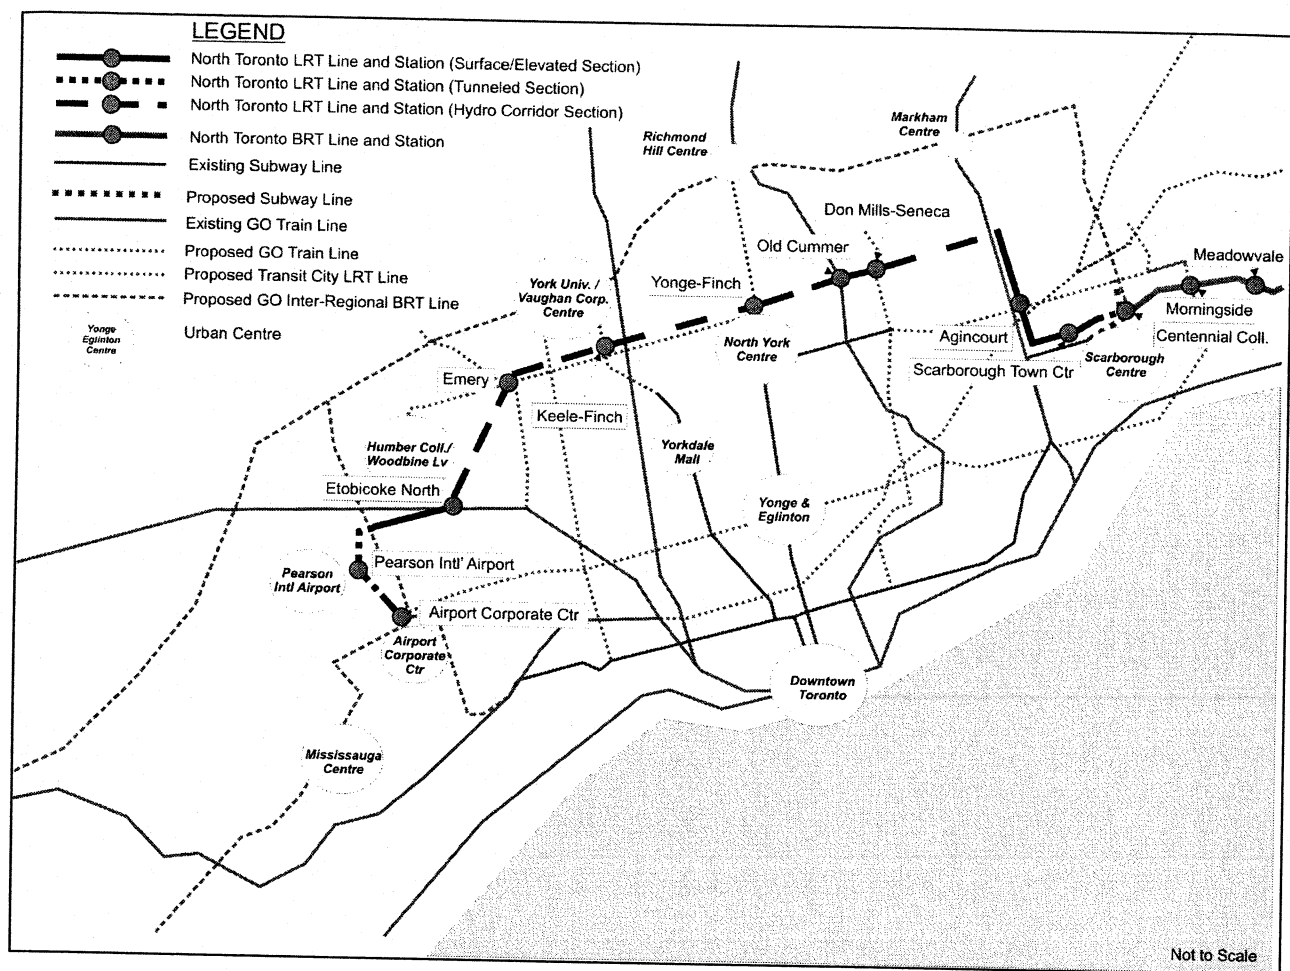 LEGEND
North Toronto LRT Line and Station (Surface/Elevated Section)
North Toronto LRT Line and Station (Tunneled Section)
North Toronto LRT Line and Station (Hydro Corridor Section)
North Toronto BRT Line and Station
Existing Subway Line
Proposed Subway Line
Existing GO Train Line
Proposed GO Train Line
Proposed Transit City LRT Line
Proposed GO Inter-Regional BRT Line
Yonge
Eglinton
Centre
Urban Centre
Richmond
Hill Centre
Markham
Centre
Don Mills-Seneca
Old Cummer
Meadowvale
York Univ. /
Vaughan Corp.
Centre
Yonge-Finch
Morningside
North York
Centre
Agincourt
Centennial Coll.
Scarborough
Centre
Scarborough Town Ctr
Emery
Keele-Finch
Humber Coll./
Woodbine Lv
Yorkdale
Mall
Etobicoke North
Yonge &
Eglinton
Pearson
Intl Airport
Pearson Intl' Airport
Airport Corporate Ctr
Airport
Corporate
Ctr
Downtown
Toronto
Mississauga
Centre
Not to Scale